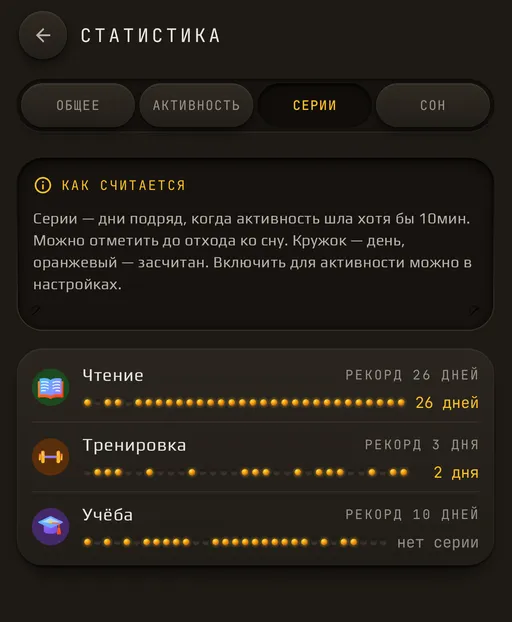 СТАТИСТИКА
ОБЩЕЕ АКТИВНОСТЬ СЕРИИ СОН
КАК СЧИТАЕТСЯ
Серии — дни подряд, когда активность шла хотя бы 10мин.
Можно отметить до отхода ко сну. Кружок — день,
оранжевый — засчитан. Включить для активности можно в
настройках.
Чтение РЕКОРД 26 ДНЕЙ
26 дней
Тренировка РЕКОРД 3 ДНЯ
2 дня
Учёба РЕКОРД 10 ДНЕЙ
нет серии